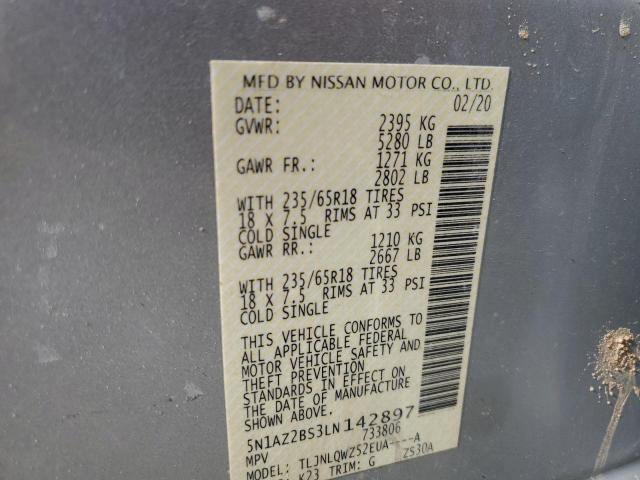 MFD BY NISSAN MOTOR CO., LTD.
DATE: 02/20
GVWR: 2395 KG
5280 LB
GAWR FR.: 1271 KG
2802 LB
WITH 235/65R18 TIRES
18 X 7.5 RIMS AT 33 PSI
COLD SINGLE
GAWR RR.: 1210 KG
2667 LB
WITH 235/65R18 TIRES
18 X 7.5 RIMS AT 33 PSI
COLD SINGLE
THIS VEHICLE CONFORMS TO
ALL APPLICABLE FEDERAL
MOTOR VEHICLE SAFETY AND
THEFT PREVENTION
STANDARDS IN EFFECT ON
THE DATE OF MANUFACTURE
SHOWN ABOVE.
5N1AZ2BS3LN142897
MPV 733806
MODEL: TLJNLQWZ52EUA----A
K23 TRIM: G ZS30A